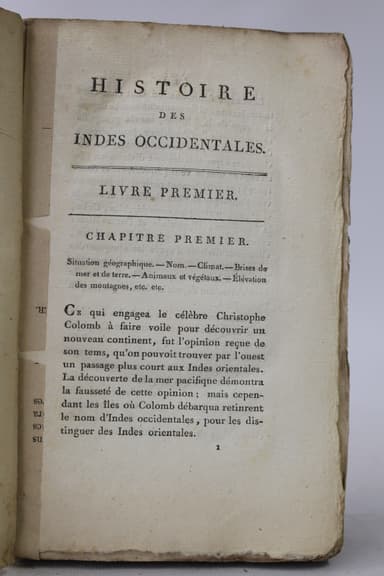 HISTOIRE
DES
INDES OCCIDENTALES.
LIVRE PREMIER.
CHAPITRE PREMIER.
Situation géographique. — Nom. — Climat. — Brises de
mer et de terre. — Animaux et végétaux. — Élévation
des montagnes, etc. etc.
CE qui engagea le célèbre Christophe
Colomb à faire voile pour découvrir un
nouveau continent, fut l'opinion reçue de
son tems, qu'on pouvoit trouver par l'ouest
un passage plus court aux Indes orientales.
La découverte de la mer pacifique démontra
la fausseté de cette opinion ; mais cepen-
dant les îles où Colomb débarqua retinrent
le nom d'Indes occidentales, pour les dis-
tinguer des Indes orientales.
1